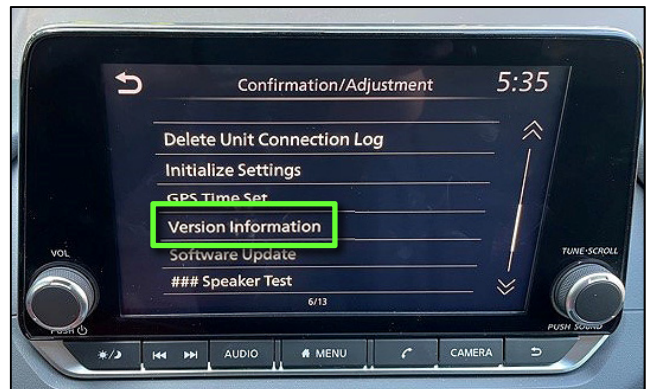 Confirmation/Adjustment 5:35
Delete Unit Connection Log
Initialize Settings
GPS Time Set
Version Information
Software Update
### Speaker Test
6/13
VOL
TUNE·SCROLL
PUSH
PUSH SOUND
AUDIO
MENU
CAMERA